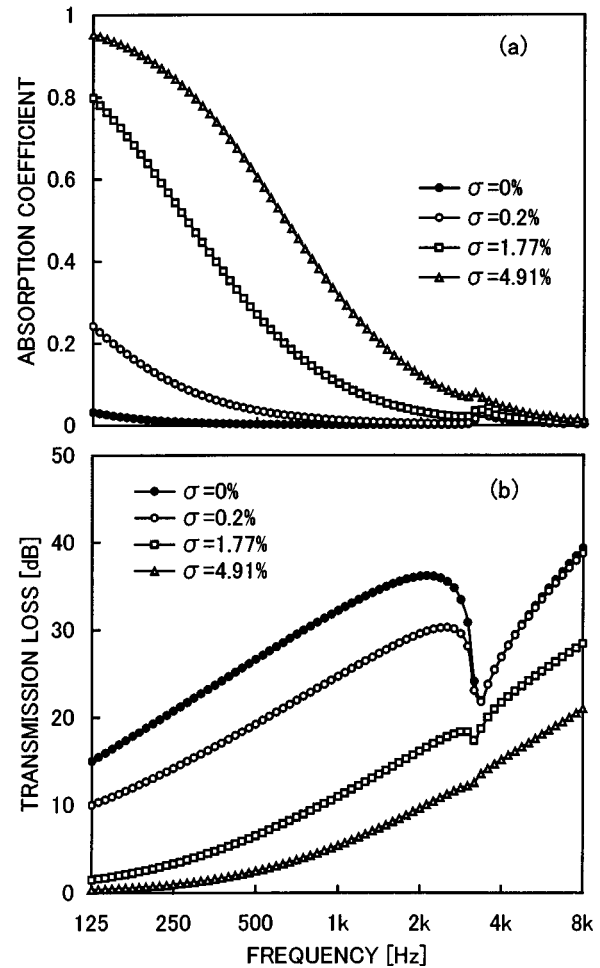 1
0.8
0.6
0.4
0.2
0
ABSORPTION COEFFICIENT
(a)
σ=0%
σ=0.2%
σ=1.77%
σ=4.91%
50
40
30
20
10
0
TRANSMISSION LOSS [dB]
(b)
σ=0%
σ=0.2%
σ=1.77%
σ=4.91%
125 250 500 1k 2k 4k 8k
FREQUENCY [Hz]